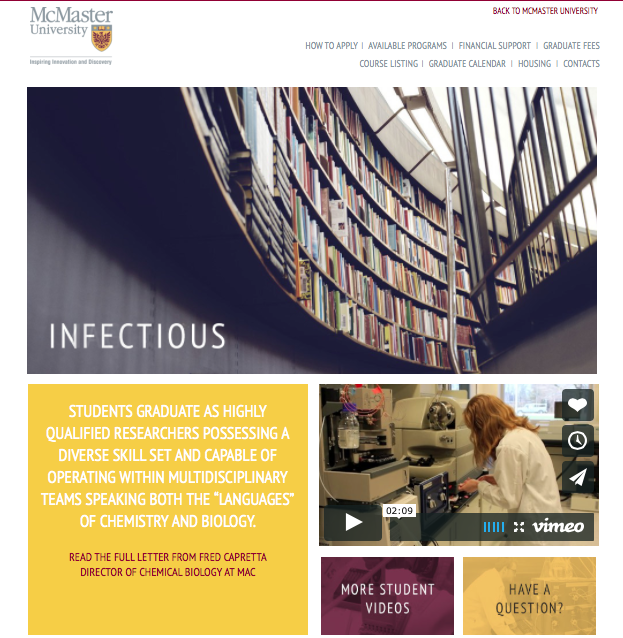 McMaster
University
Inspiring Innovation and Discovery
BACK TO MCMASTER UNIVERSITY
HOW TO APPLY | AVAILABLE PROGRAMS | FINANCIAL SUPPORT | GRADUATE FEES
COURSE LISTING | GRADUATE CALENDAR | HOUSING | CONTACTS
INFECTIOUS
STUDENTS GRADUATE AS HIGHLY
QUALIFIED RESEARCHERS POSSESSING A
DIVERSE SKILL SET AND CAPABLE OF
OPERATING WITHIN MULTIDISCIPLINARY
TEAMS SPEAKING BOTH THE “LANGUAGES”
OF CHEMISTRY AND BIOLOGY.
READ THE FULL LETTER FROM FRED CAPRETTA
DIRECTOR OF CHEMICAL BIOLOGY AT MAC
02:09
vimeo
MORE STUDENT
VIDEOS
HAVE A
QUESTION?